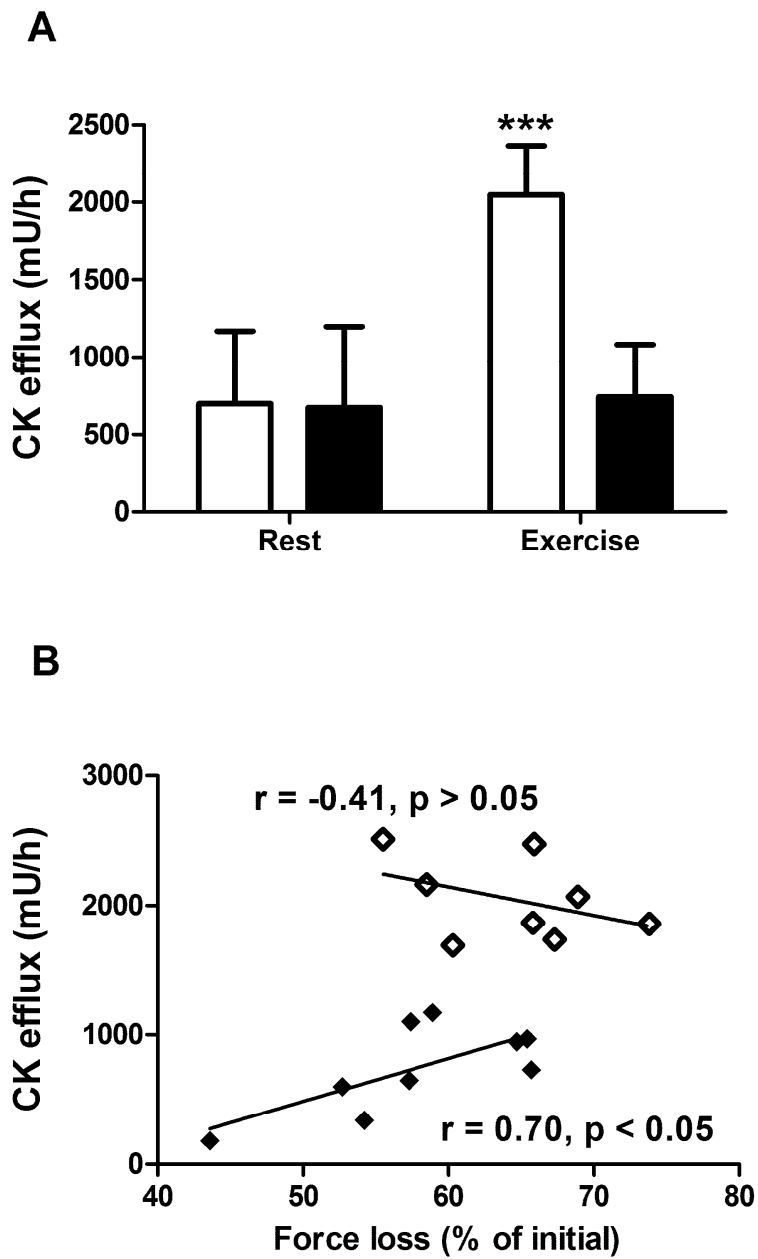 A
CK efflux (mU/h)
2500
2000
1500
1000
500
0
***
Rest Exercise
B
CK efflux (mU/h)
3000
2000
1000
0
r = -0.41, p > 0.05
r = 0.70, p < 0.05
40 50 60 70 80
Force loss (% of initial)